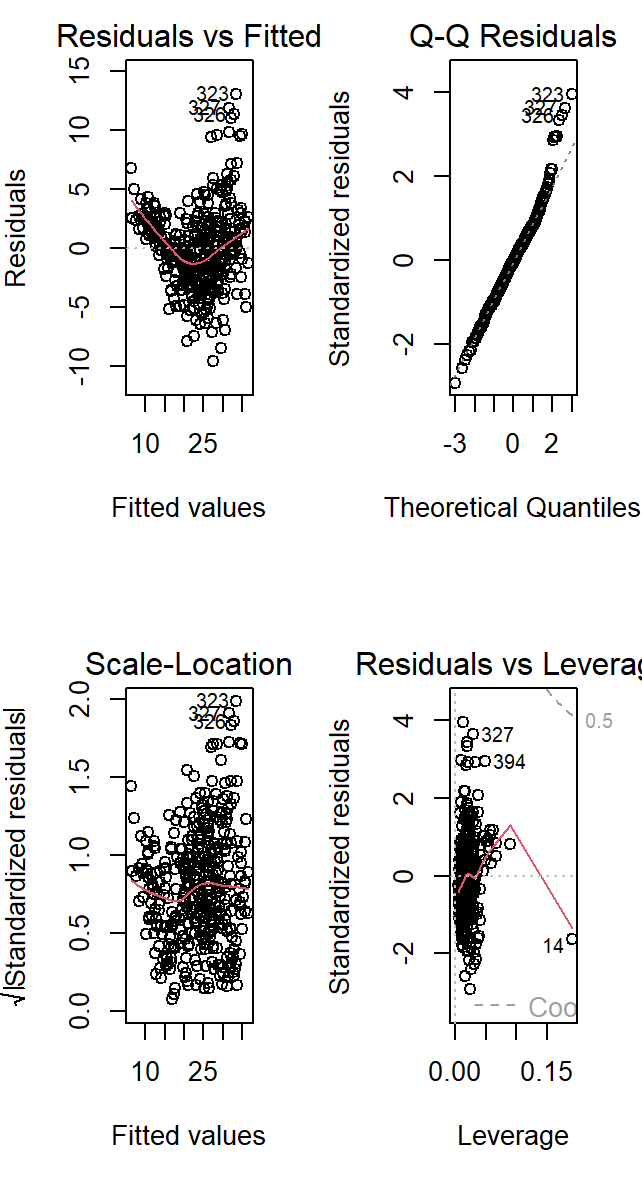 Residuals vs Fitted
Residuals
15
10
5
0
-5
-10
323
327
326
10 25
Fitted values
Q-Q Residuals
Standardized residuals
4
2
0
-2
323
327
326
-3 0 2
Theoretical Quantiles
Scale-Location
√|Standardized residuals|
2.0
1.5
1.0
0.5
0.0
323
327
326
10 25
Fitted values
Residuals vs Leverag
Standardized residuals
4
2
0
-2
0.5
327
394
14
Coo
0.00 0.15
Leverage